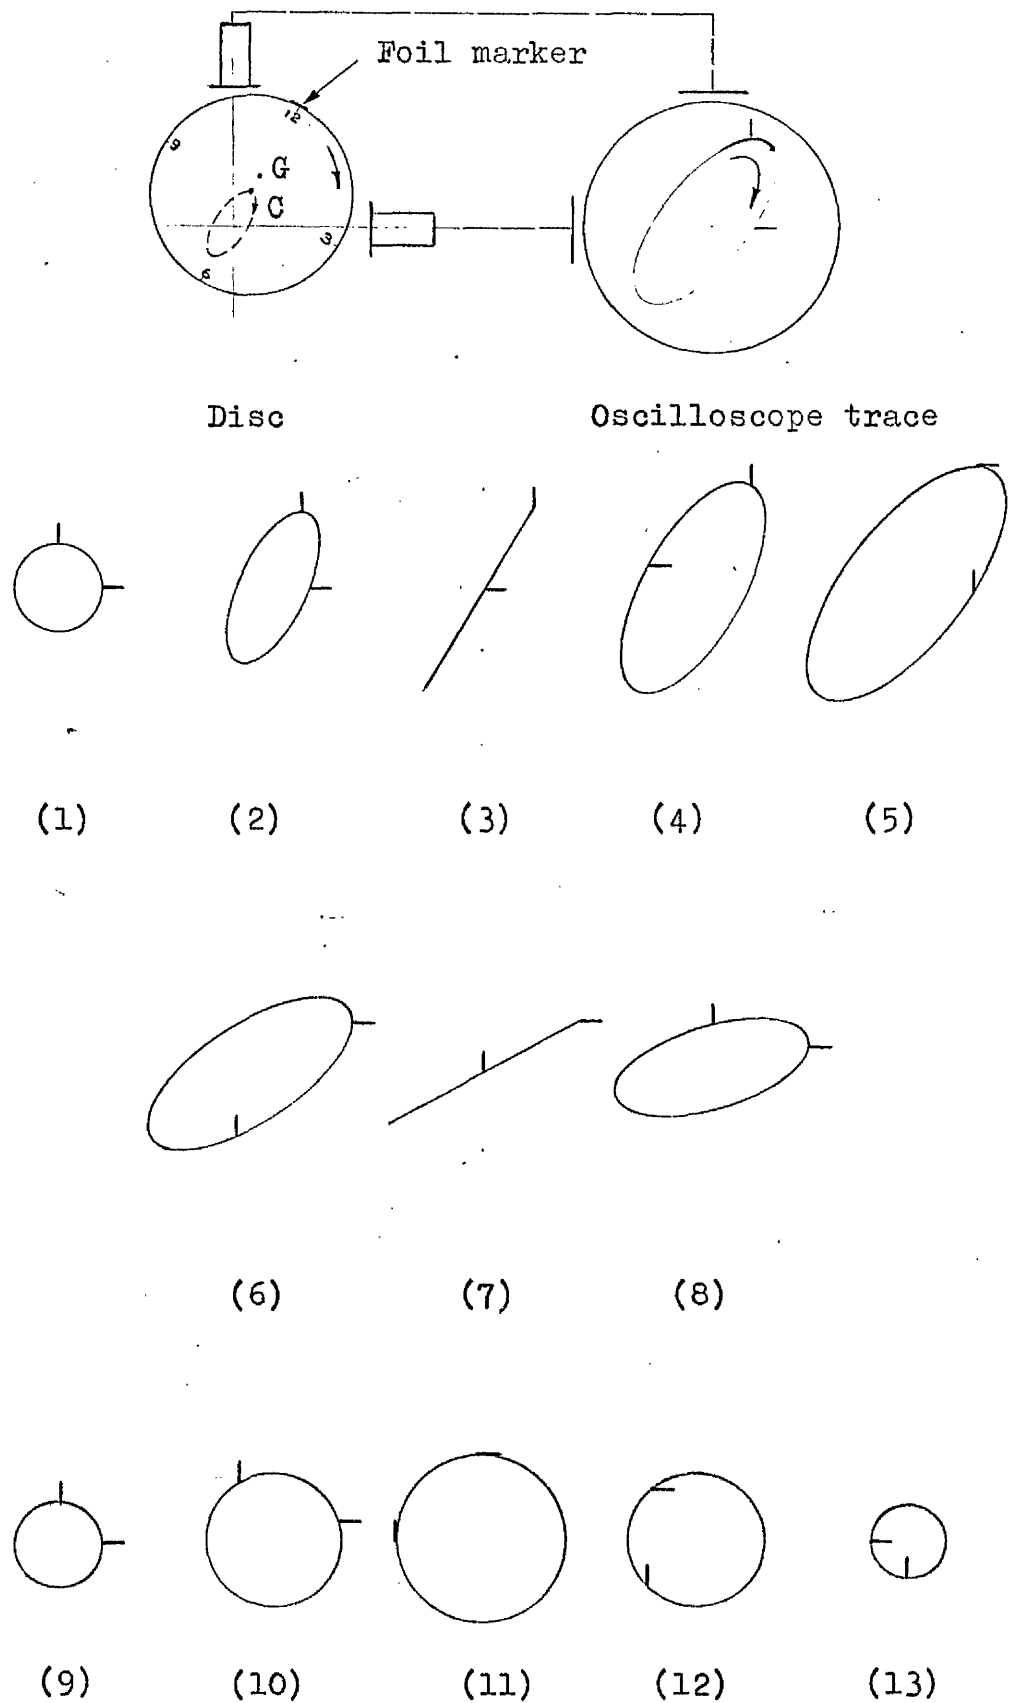 Foil marker
12
9
.G
C
3
6
Disc Oscilloscope trace
(1) (2) (3) (4) (5)
(6) (7) (8)
(9) (10) (11) (12) (13)